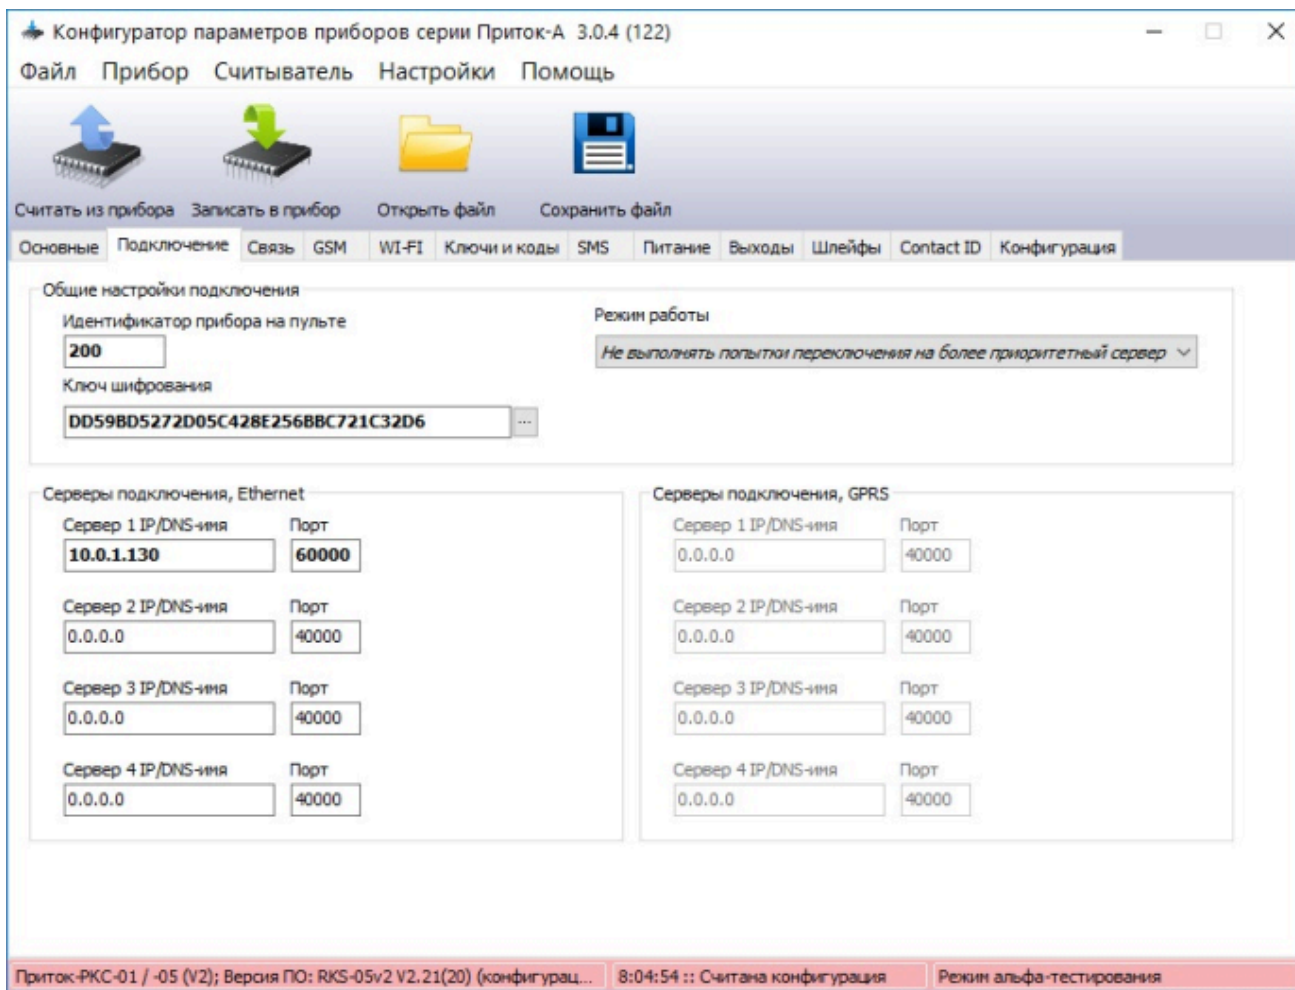 Конфигуратор параметров приборов серии Приток-А 3.0.4 (122)
Файл Прибор Считыватель Настройки Помощь
Считать из прибора Записать в прибор Открыть файл Сохранить файл
Основные Подключение Связь GSM WI-FI Ключи и коды SMS Питание Выходы Шлейфы Contact ID Конфигурация
Общие настройки подключения
Идентификатор прибора на пульте Режим работы
200 Не выполнять попытки переключения на более приоритетный сервер
Ключ шифрования
DD59BD5272D05C428E256BBC721C32D6 ...
Серверы подключения, Ethernet
Сервер 1 IP/DNS-имя Порт
10.0.1.130 60000
Сервер 2 IP/DNS-имя Порт
0.0.0.0 40000
Сервер 3 IP/DNS-имя Порт
0.0.0.0 40000
Сервер 4 IP/DNS-имя Порт
0.0.0.0 40000
Серверы подключения, GPRS
Сервер 1 IP/DNS-имя Порт
0.0.0.0 40000
Сервер 2 IP/DNS-имя Порт
0.0.0.0 40000
Сервер 3 IP/DNS-имя Порт
0.0.0.0 40000
Сервер 4 IP/DNS-имя Порт
0.0.0.0 40000
Приток-РКС-01 / -05 (V2); Версия ПО: RKS-05v2 V2.21(20) (конфигурац... 8:04:54 :: Считана конфигурация Режим альфа-тестирования